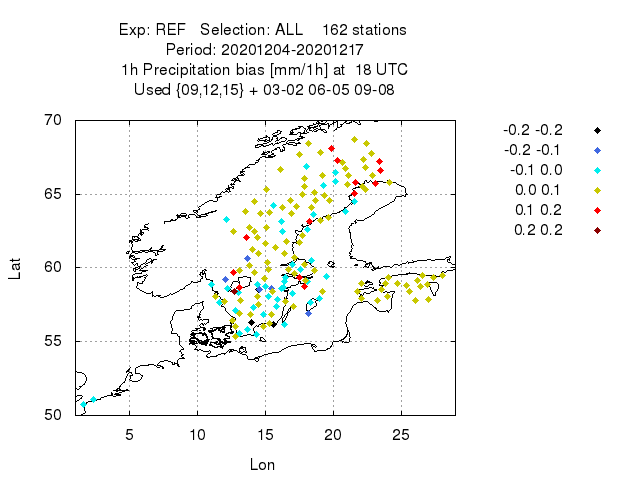 Exp: REF Selection: ALL 162 stations
Period: 20201204-20201217
1h Precipitation bias [mm/1h] at 18 UTC
Used {09,12,15} + 03-02 06-05 09-08
-0.2 -0.2
-0.2 -0.1
-0.1 0.0
0.0 0.1
0.1 0.2
0.2 0.2
70
65
60
55
50
Lat
5 10 15 20 25
Lon